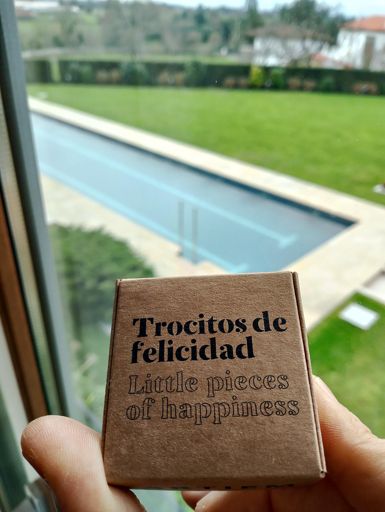 Trocitos de
felicidad
Little pieces
of happiness